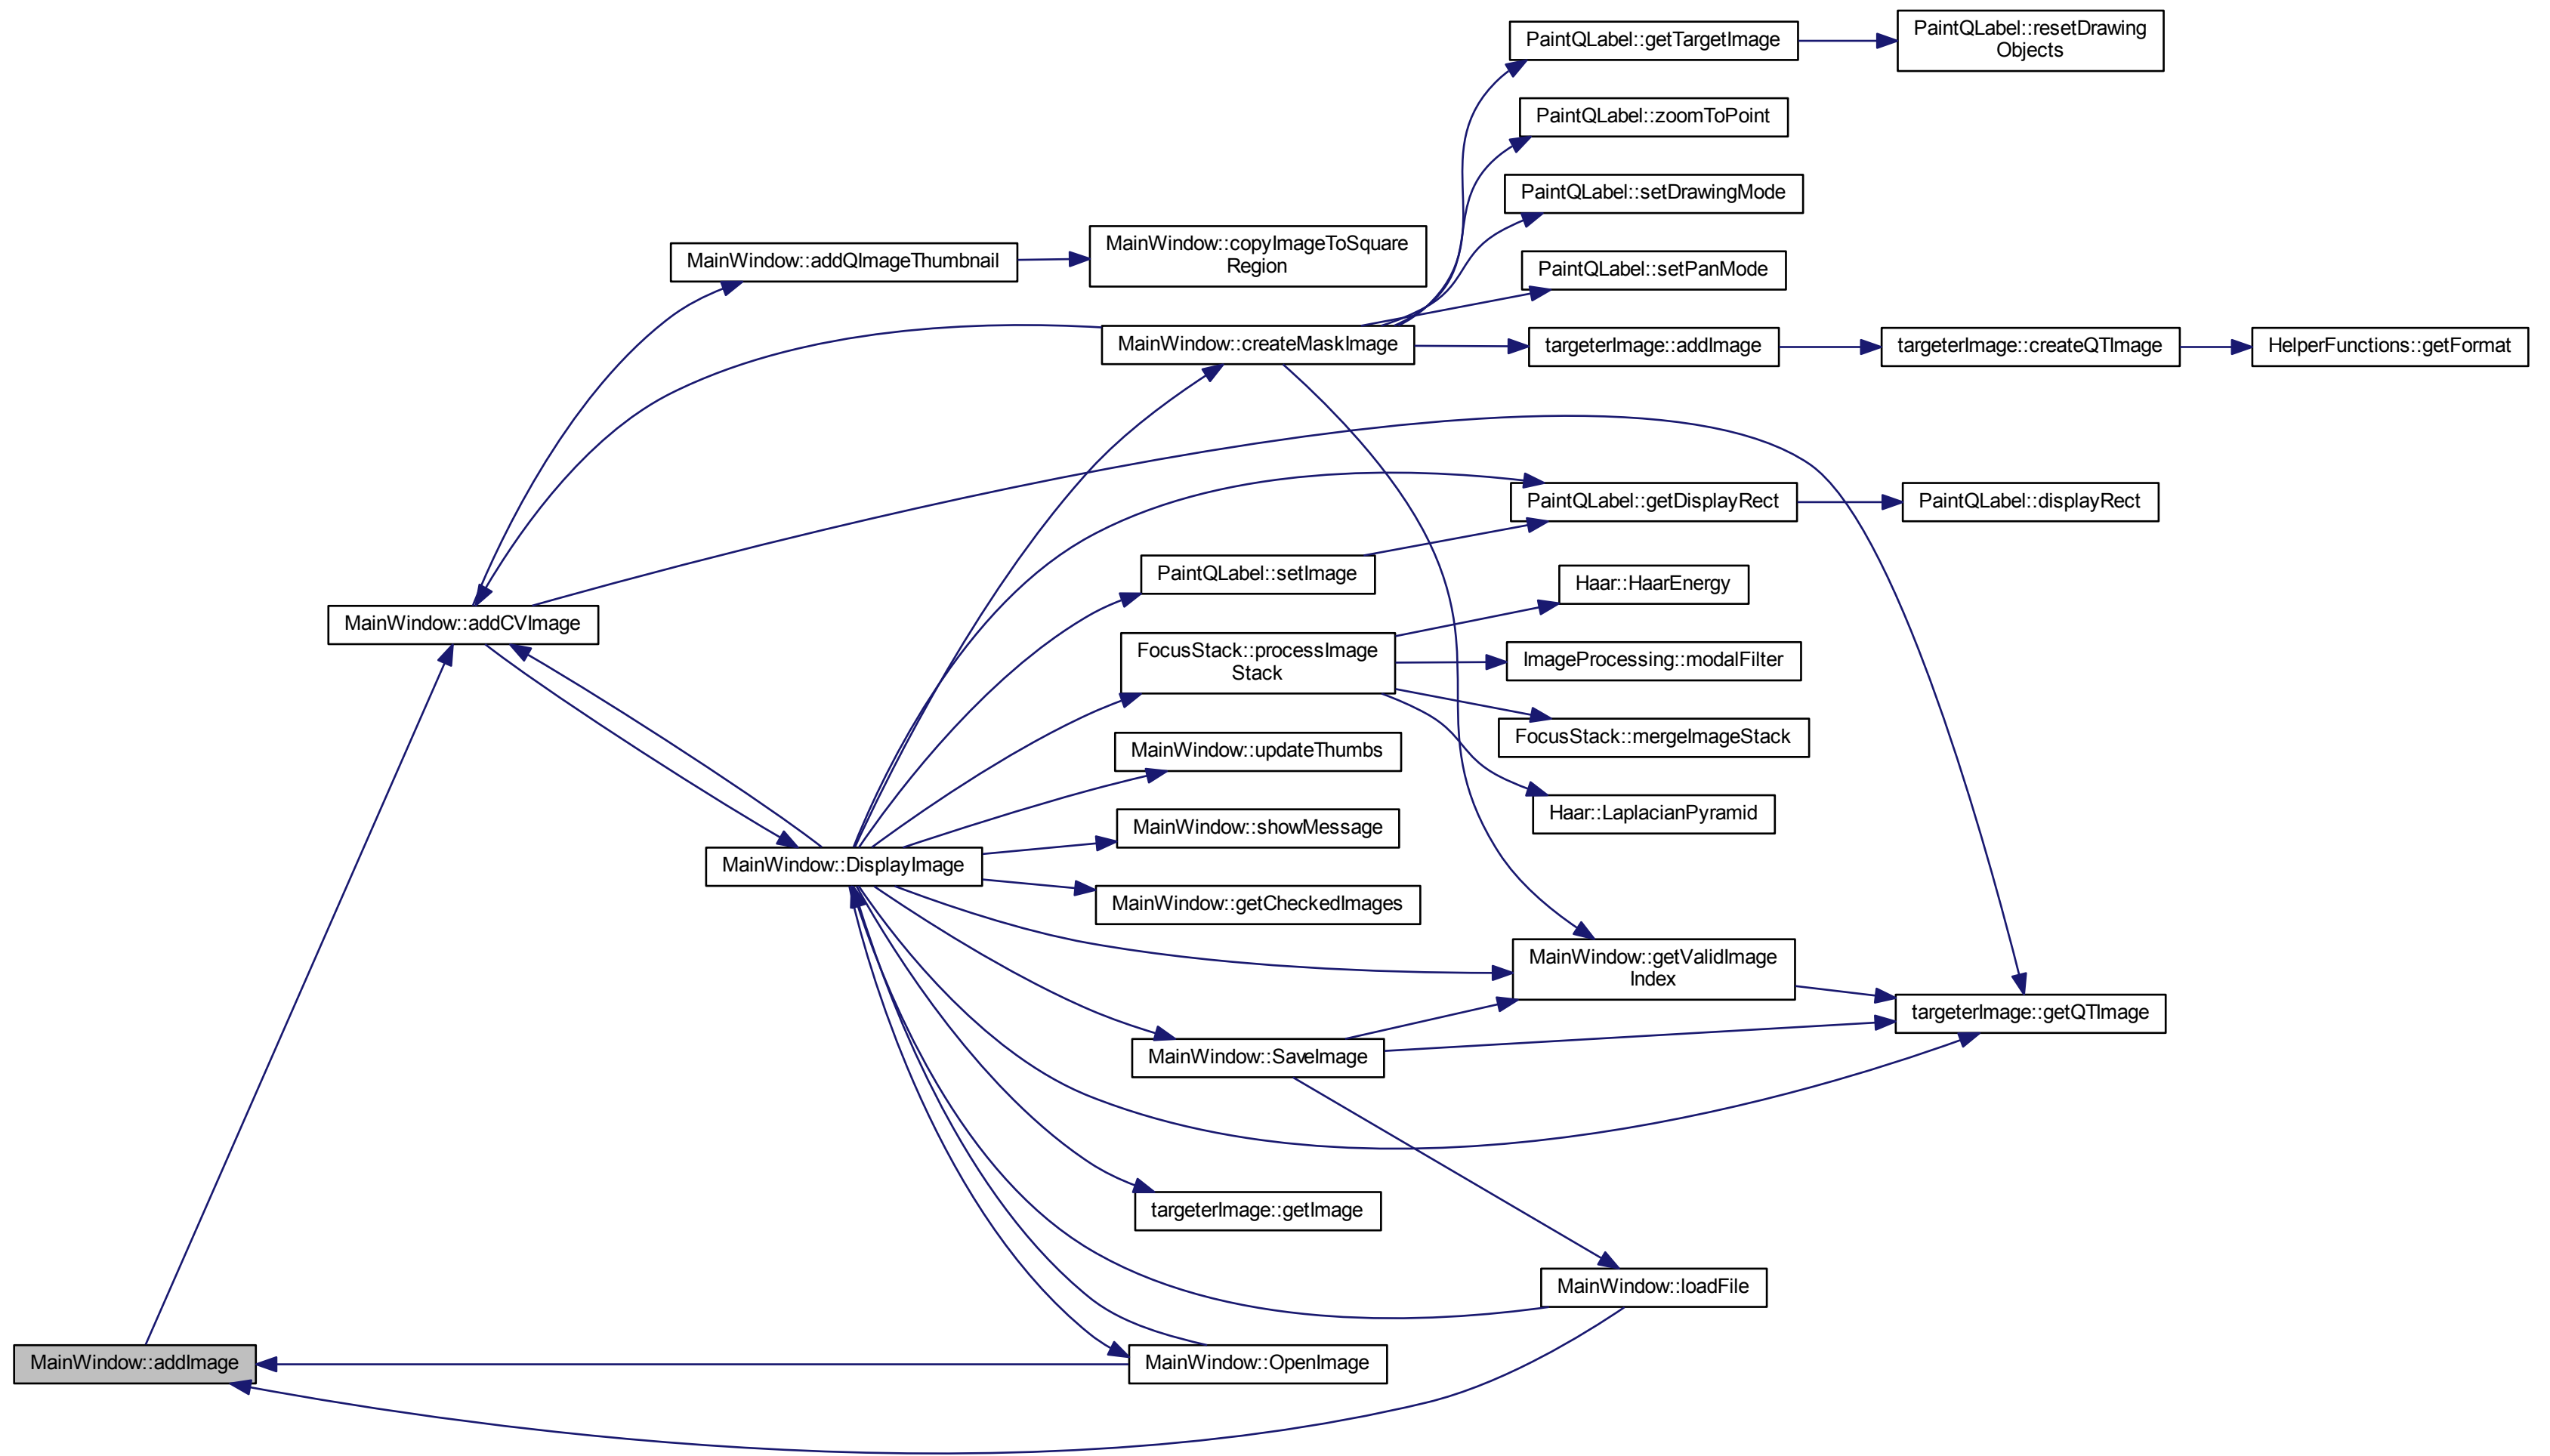 PaintQLabel::getTargetImage
PaintQLabel::resetDrawing
Objects
PaintQLabel::zoomToPoint
PaintQLabel::setDrawingMode
MainWindow::addQImageThumbnail
MainWindow::copyImageToSquare
Region
PaintQLabel::setPanMode
MainWindow::createMaskImage
targeterImage::addImage
targeterImage::createQTImage
HelperFunctions::getFormat
PaintQLabel::getDisplayRect
PaintQLabel::displayRect
PaintQLabel::setImage
Haar::HaarEnergy
MainWindow::addCVImage
FocusStack::processImage
Stack
ImageProcessing::modalFilter
FocusStack::mergeImageStack
MainWindow::updateThumbs
Haar::LaplacianPyramid
MainWindow::showMessage
MainWindow::DisplayImage
MainWindow::getCheckedImages
MainWindow::getValidImage
Index
targeterImage::getQTImage
MainWindow::SaveImage
targeterImage::getImage
MainWindow::loadFile
MainWindow::addImage
MainWindow::OpenImage